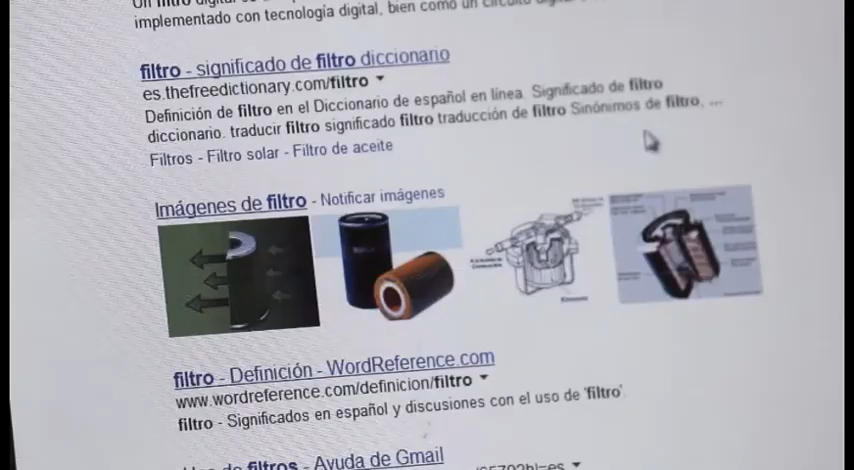 implementado con tecnología digital, bien como un circuito
filtro - significado de filtro diccionario
es.thefreedictionary.com/filtro
Definición de filtro en el Diccionario de español en línea. Significado de filtro
diccionario. traducir filtro significado filtro traducción de filtro Sinónimos de filtro, ...
Filtros - Filtro solar - Filtro de aceite
Imágenes de filtro - Notificar imágenes
filtro - Definición - WordReference.com
www.wordreference.com/definicion/filtro
filtro - Significados en español y discusiones con el uso de 'filtro'.
de filtros - Ayuda de Gmail